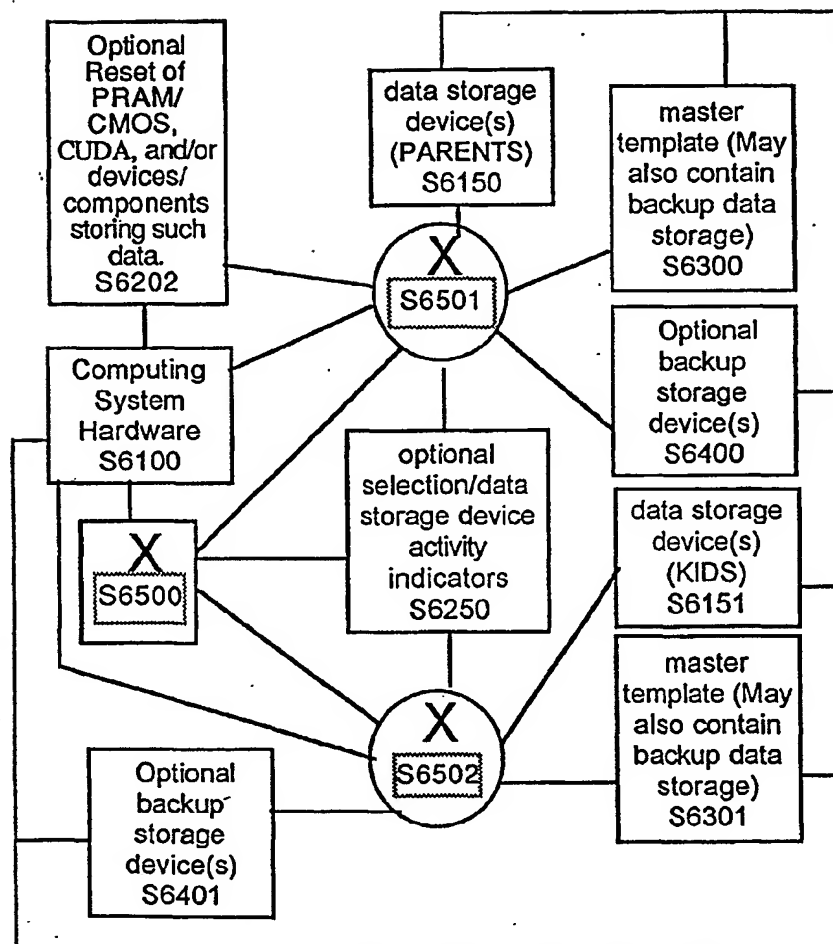 Optional
Reset of
PRAM/
CMOS,
CUDA, and/or
devices/
components
storing such
data.
S6202
data storage
device(s)
(PARENTS)
S6150
master
template (May
also contain
backup data
storage)
S6300
X
S6501
Computing
System
Hardware
S6100
Optional
backup
storage
device(s)
S6400
optional
selection/data
storage device
activity
indicators
S6250
X
S6500
data storage
device(s)
(KIDS)
S6151
master
template (May
also contain
backup data
storage)
S6301
X
S6502
Optional
backup
storage
device(s)
S6401